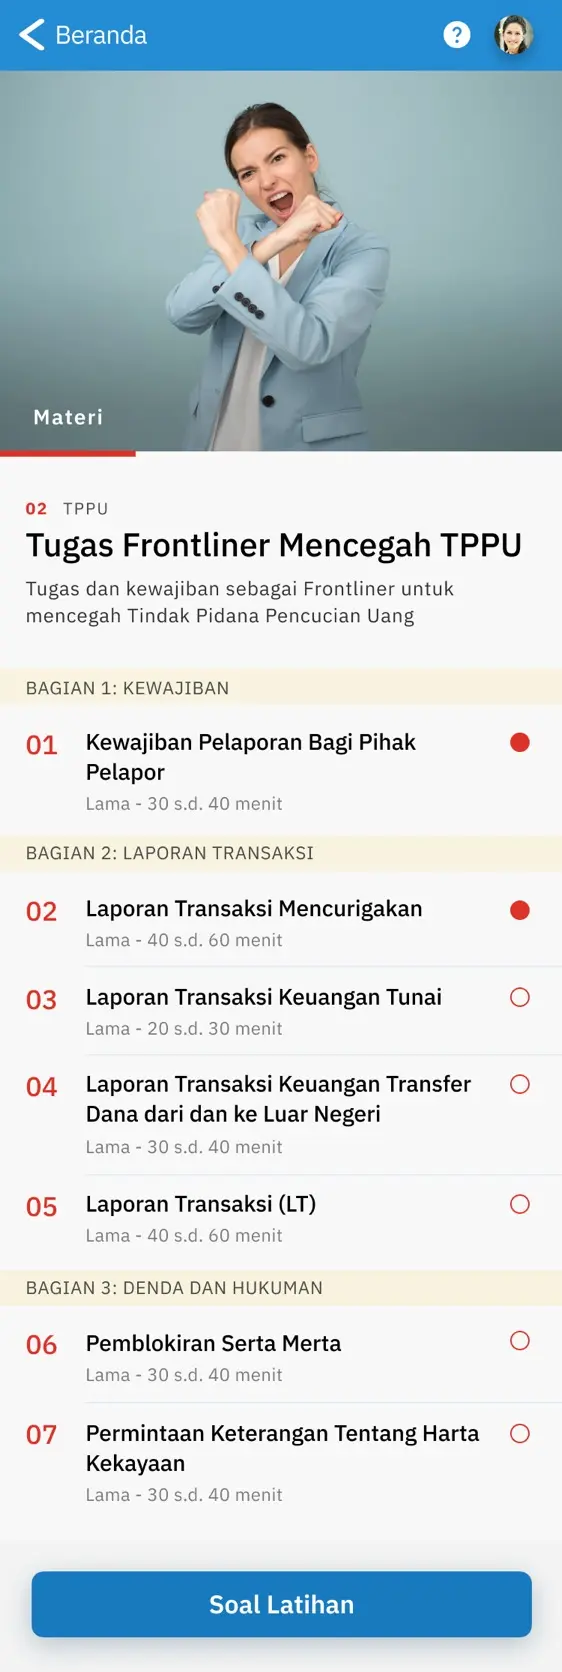 Beranda
?
Materi
02 TPPU
Tugas Frontliner Mencegah TPPU
Tugas dan kewajiban sebagai Frontliner untuk
mencegah Tindak Pidana Pencucian Uang
BAGIAN 1: KEWAJIBAN
01 Kewajiban Pelaporan Bagi Pihak
Pelapor
Lama - 30 s.d. 40 menit
BAGIAN 2: LAPORAN TRANSAKSI
02 Laporan Transaksi Mencurigakan
Lama - 40 s.d. 60 menit
03 Laporan Transaksi Keuangan Tunai
Lama - 20 s.d. 30 menit
04 Laporan Transaksi Keuangan Transfer
Dana dari dan ke Luar Negeri
Lama - 30 s.d. 40 menit
05 Laporan Transaksi (LT)
Lama - 40 s.d. 60 menit
BAGIAN 3: DENDA DAN HUKUMAN
06 Pemblokiran Serta Merta
Lama - 30 s.d. 40 menit
07 Permintaan Keterangan Tentang Harta
Kekayaan
Lama - 30 s.d. 40 menit
Soal Latihan